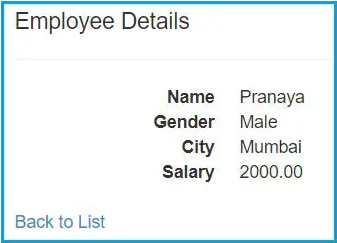 Employee Details
Name Pranaya
Gender Male
City Mumbai
Salary 2000.00
Back to List